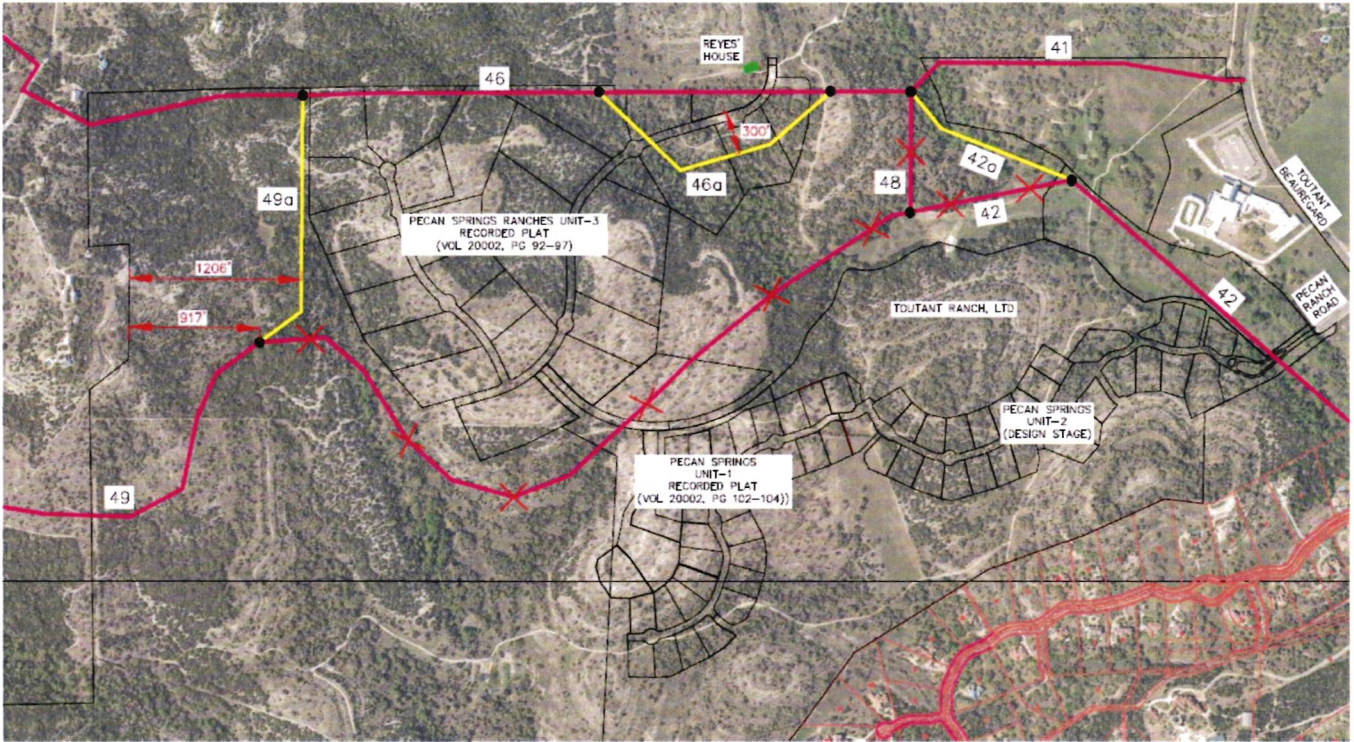 REYES'
HOUSE
41
46
300'
42a
46a
48
42
49a
TOUTANT
BEAUREGARD
PECAN SPRINGS RANCHES UNIT-3
RECORDED PLAT
(VOL 20002, PG 92-97)
1206'
917'
TOUTANT RANCH, LTD
42
PECAN
RANCH
ROAD
PECAN SPRINGS
UNIT-2
(DESIGN STAGE)
PECAN SPRINGS
UNIT-1
RECORDED PLAT
(VOL 20002, PG 102-104))
49